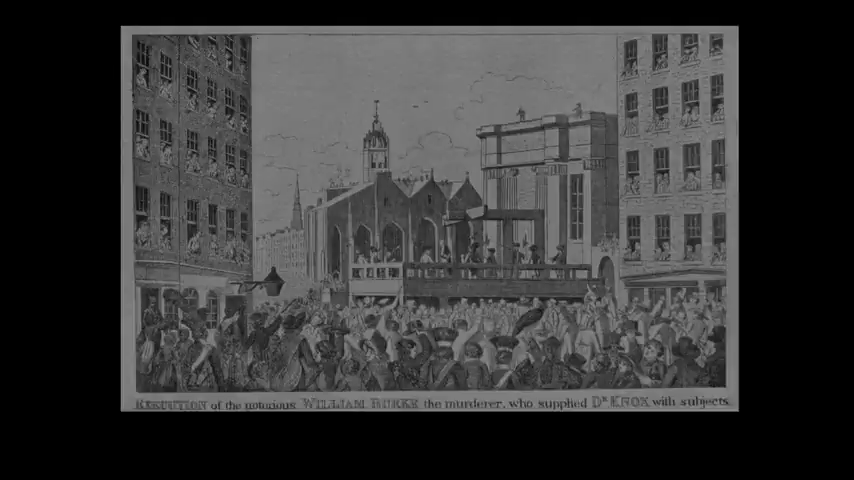 EXECUTION of the notorious WILLIAM BURKE the murderer, who supplied Dᴿ KNOX with subjects.